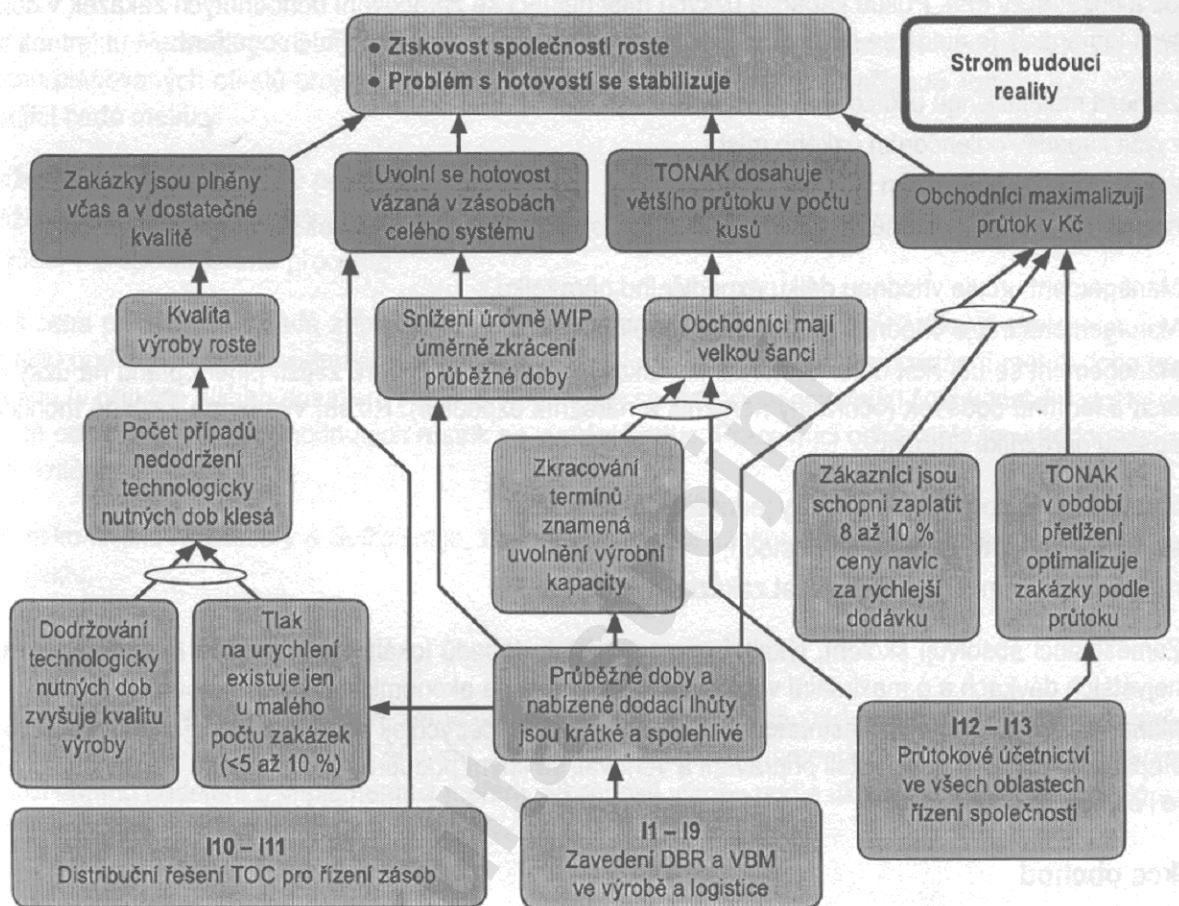 • Ziskovost společnosti roste
• Problém s hotovostí se stabilizuje
Strom budoucí
reality
Zakázky jsou plněny
včas a v dostatečné
kvalitě
Uvolní se hotovost
vázaná v zásobách
celého systému
TONAK dosahuje
většího průtoku v počtu
kusů
Obchodníci maximalizují
průtok v Kč
Kvalita
výroby roste
Snížení úrovně WIP
úměrně zkrácení
průběžné doby
Obchodníci mají
velkou šanci
Počet případů
nedodržení
technologicky
nutných dob klesá
Zkracování
termínů
znamená
uvolnění výrobní
kapacity
Zákazníci jsou
schopni zaplatit
8 až 10 %
ceny navíc
za rychlejší
dodávku
TONAK
v období
přetížení
optimalizuje
zakázky podle
průtoku
Dodržování
technologicky
nutných dob
zvyšuje kvalitu
výroby
Tlak
na urychlení
existuje jen
u malého
počtu zakázek
(<5 až 10 %)
Průběžné doby a
nabízené dodací lhůty
jsou krátké a spolehlivé
I12 – I13
Průtokové účetnictví
ve všech oblastech
řízení společnosti
I10 – I11
Distribuční řešení TOC pro řízení zásob
I1 – I9
Zavedení DBR a VBM
ve výrobě a logistice